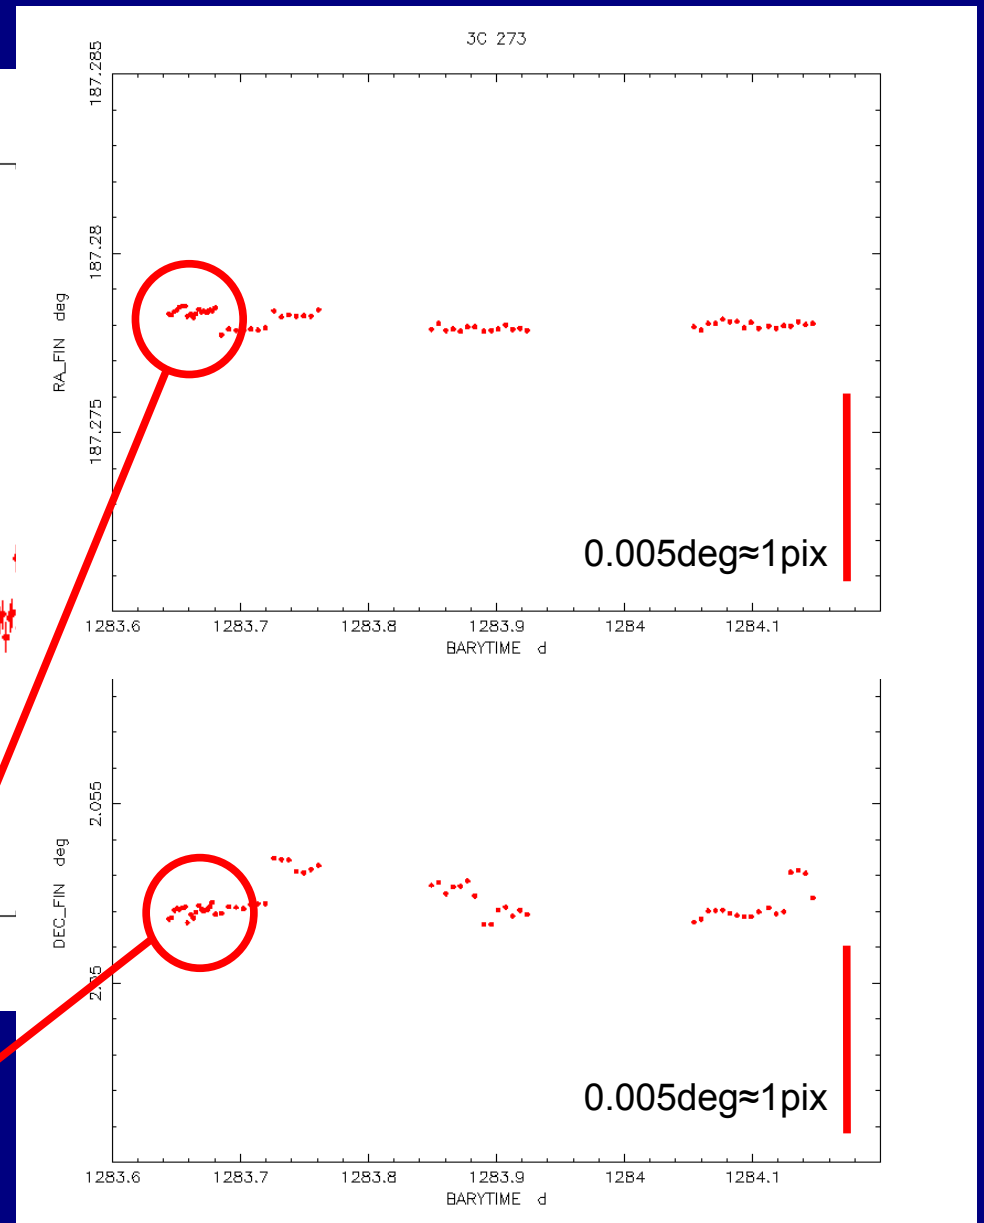 3C 273
187.285
187.28
187.275
RA_FIN deg
0.005deg≈1pix
1283.6 1283.7 1283.8 1283.9 1284 1284.1
BARYTIME d
2.055
2.05
DEC_FIN deg
0.005deg≈1pix
1283.6 1283.7 1283.8 1283.9 1284 1284.1
BARYTIME d